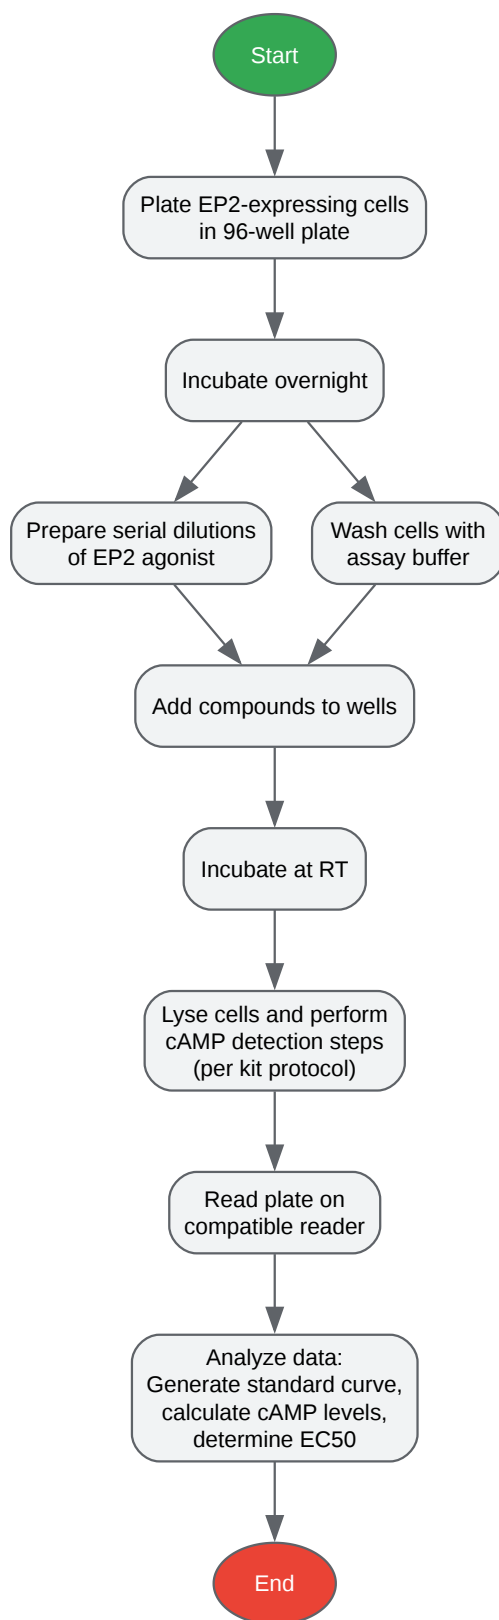 Start
Plate EP2-expressing cells
in 96-well plate
Incubate overnight
Prepare serial dilutions
of EP2 agonist
Wash cells with
assay buffer
Add compounds to wells
Incubate at RT
Lyse cells and perform
cAMP detection steps
(per kit protocol)
Read plate on
compatible reader
Analyze data:
Generate standard curve,
calculate cAMP levels,
determine EC50
End